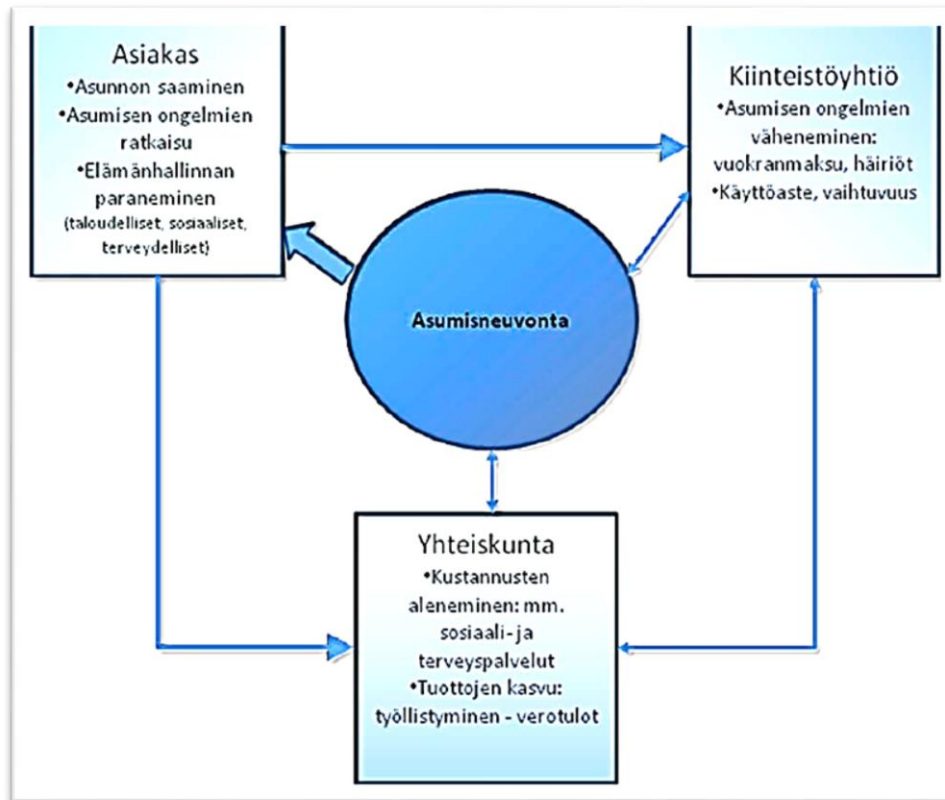 Asiakas
•Asunnon saaminen
•Asumisen ongelmien
ratkaisu
•Elämänhallinnan
paraneminen
(taloudelliset, sosiaaliset,
terveydelliset)
Kiinteistöyhtiö
•Asumisen ongelmien
väheneminen:
vuokranmaksu, häiriöt
•Käyttöaste, vaihtuvuus
Asumisneuvonta
Yhteiskunta
•Kustannusten
aleneminen: mm.
sosiaali- ja
terveyspalvelut
•Tuottojen kasvu:
työllistyminen - verotulot